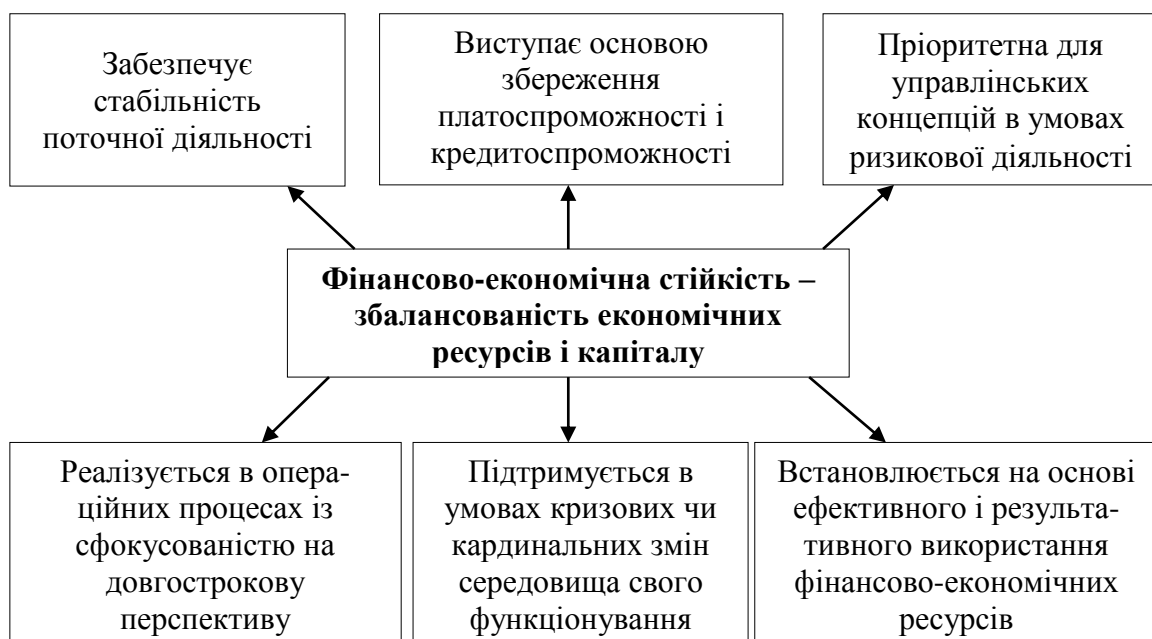 Забезпечує
стабільність
поточної діяльності
Виступає основою
збереження
платоспроможності і
кредитоспроможності
Пріоритетна для
управлінських
концепцій в умовах
ризикової діяльності
Фінансово-економічна стійкість –
збалансованість економічних
ресурсів і капіталу
Реалізується в опера-
ційних процесах із
сфокусованістю на
довгострокову
перспективу
Підтримується в
умовах кризових чи
кардинальних змін
середовища свого
функціонування
Встановлюється на основі
ефективного і результа-
тивного використання
фінансово-економічних
ресурсів